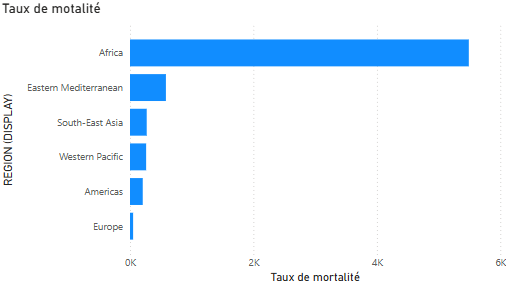 Taux de motalité
REGION (DISPLAY)
Africa
Eastern Mediterranean
South-East Asia
Western Pacific
Americas
Europe
0K 2K 4K 6K
Taux de mortalité